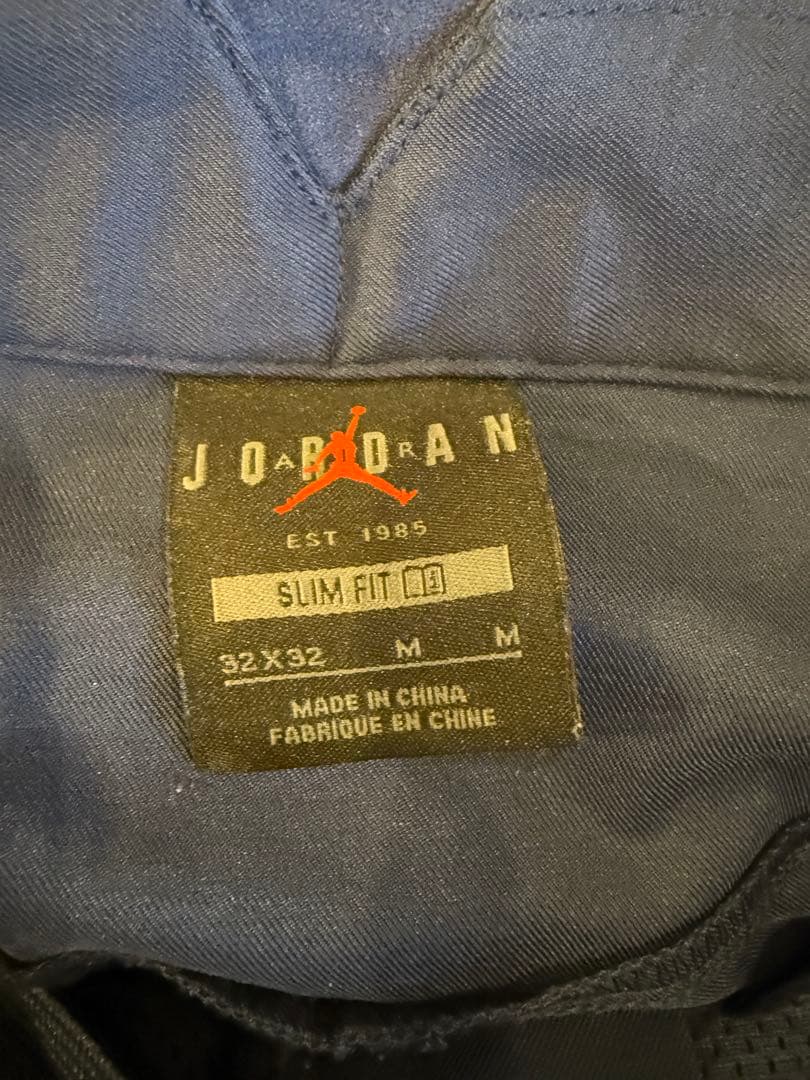 JORDAN
AIR
EST 1985
SLIM FIT
32X32 M M
MADE IN CHINA
FABRIQUE EN CHINE